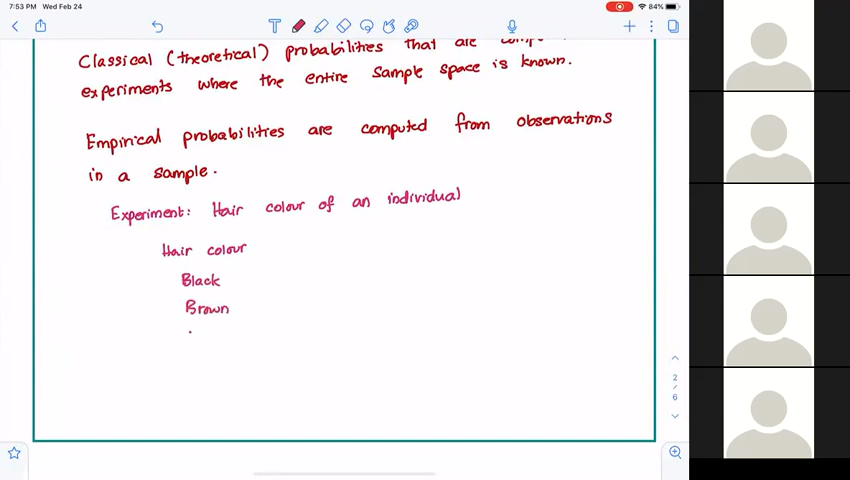 7:53 PM Wed Feb 24
84%
Classical (theoretical) probabilities that are
experiments where the entire sample space is known.
Empirical probabilities are computed from observations
in a sample.
Experiment: Hair colour of an individual
Hair colour
Black
Brown
2
/
6